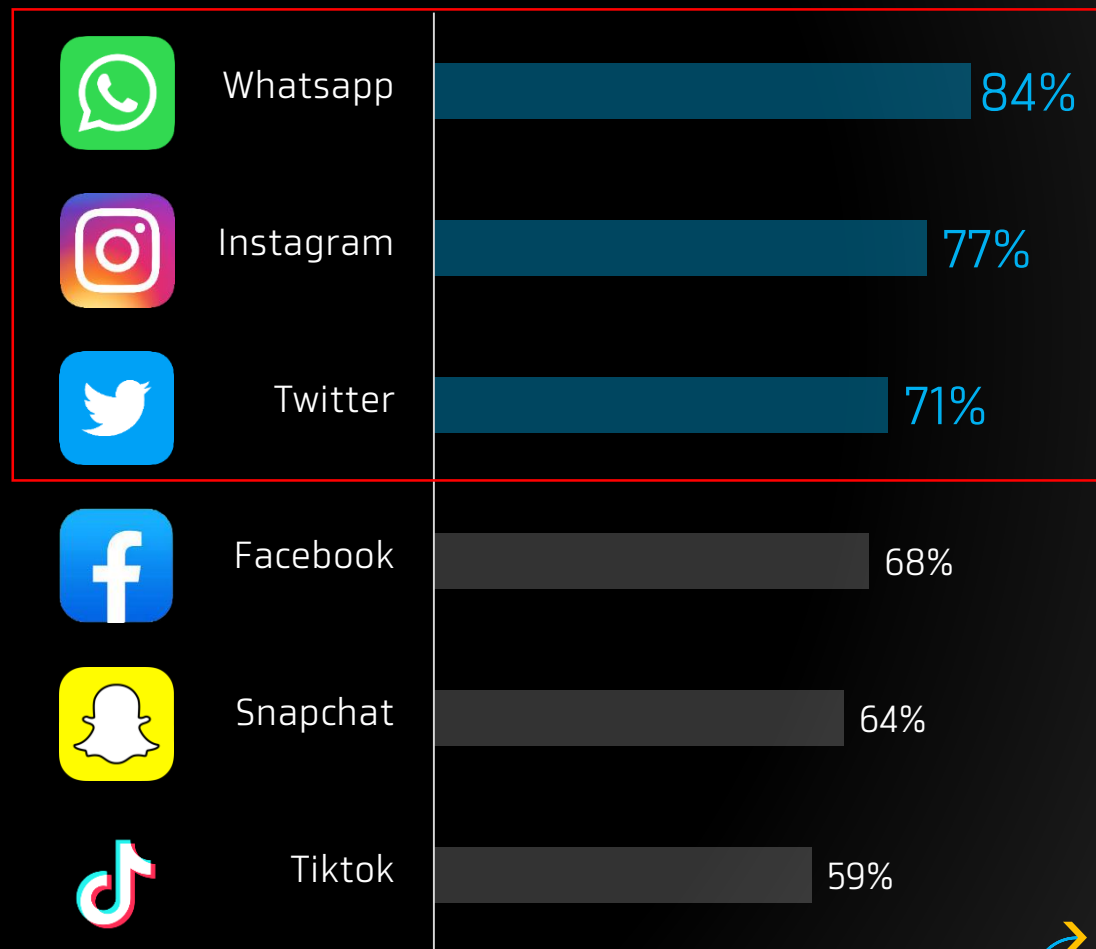 Whatsapp 84%
Instagram 77%
Twitter 71%
Facebook 68%
Snapchat 64%
Tiktok 59%